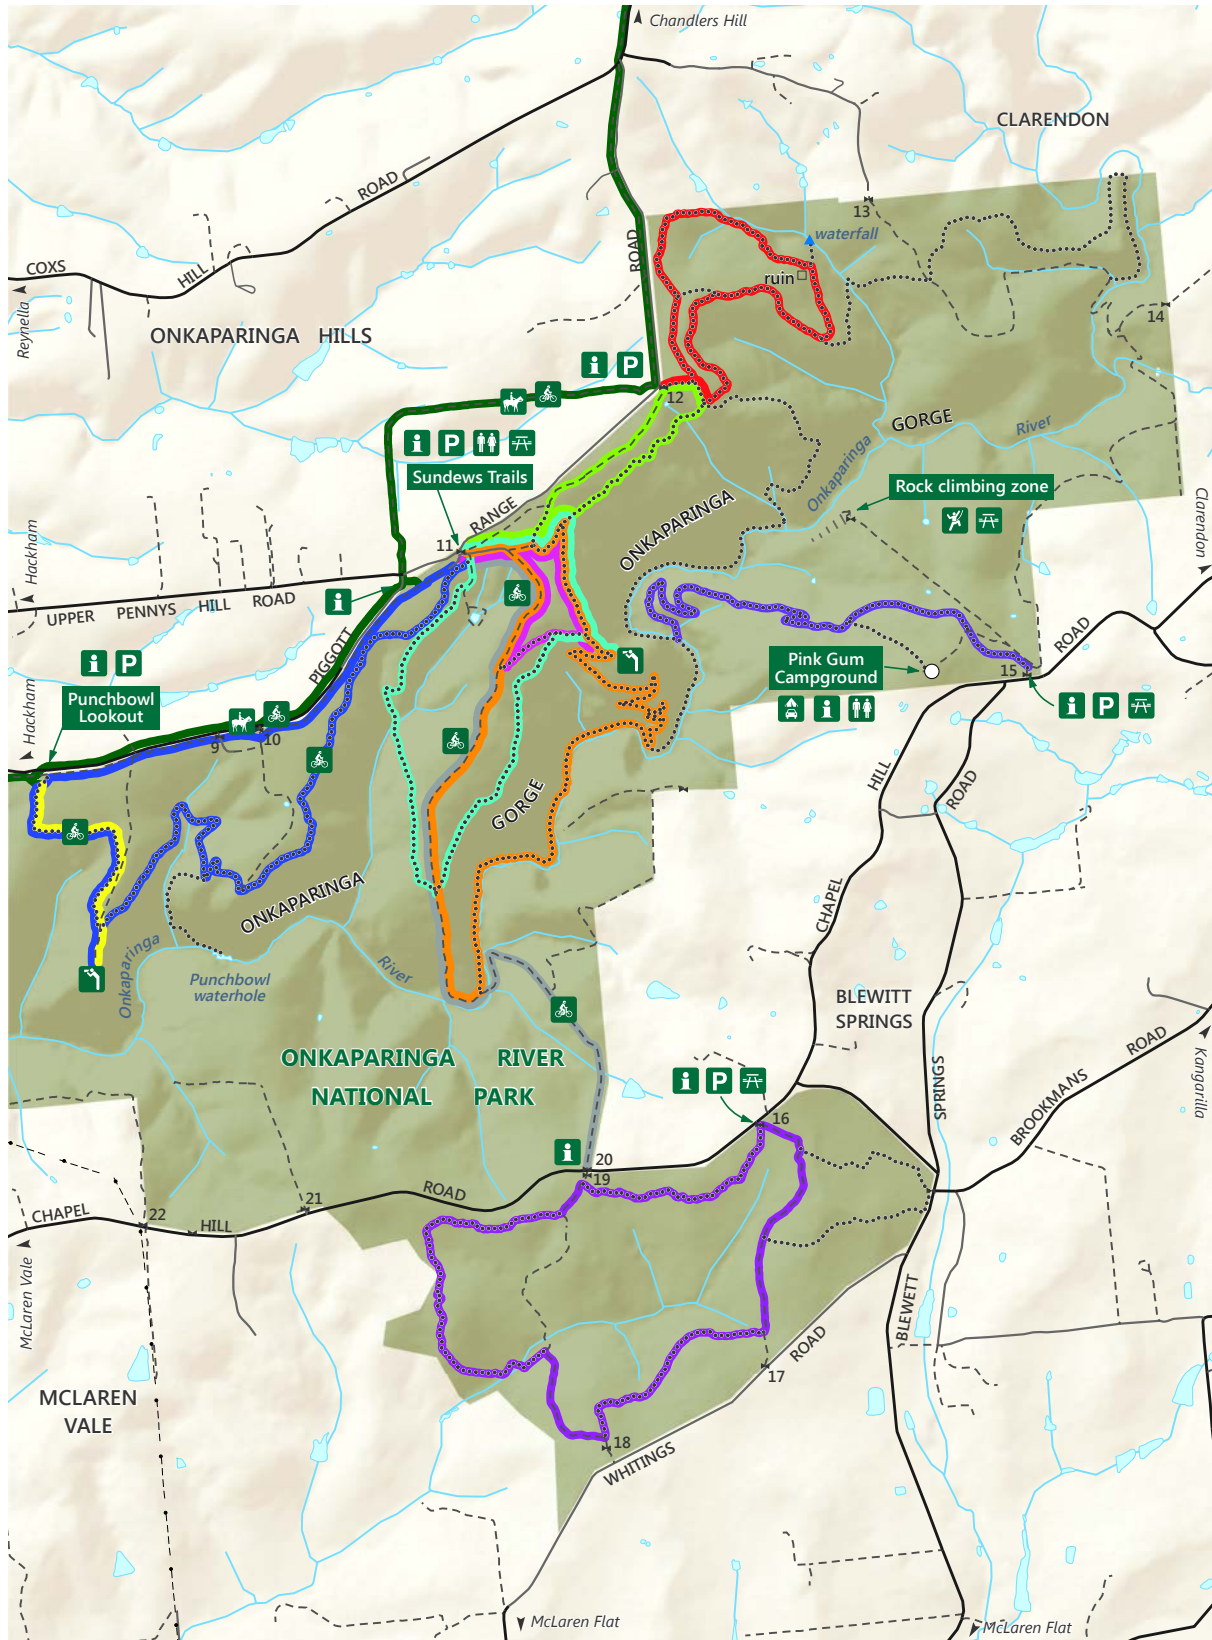 Chandlers Hill
CLARENDON
ROAD
13
waterfall
ROAD
COXS
HILL
ruin
Reynella
14
ONKAPARINGA HILLS
i P
12
GORGE
River
i P
Sundews Trails
Onkaparinga
Rock climbing zone
RANGE
ONKAPARINGA
Clarendon
11
Hackham
i
UPPER PENNYS HILL ROAD
PIGGOTT
ROAD
i P
Pink Gum
Campground
15
Punchbowl
Lookout
i
i P
Hackham
9
10
HILL
ROAD
GORGE
CHAPEL
ONKAPARINGA
Onkaparinga
River
Punchbowl
waterhole
BLEWITT
SPRINGS
ONKAPARINGA RIVER
NATIONAL PARK
ROAD
Kangarilla
SPRINGS
BROOKMANS
i P
16
i
20
19
ROAD
21
CHAPEL
22
HILL
McLaren Vale
BLEWETT
ROAD
17
MCLAREN
VALE
18
WHITINGS
McLaren Flat
McLaren Flat